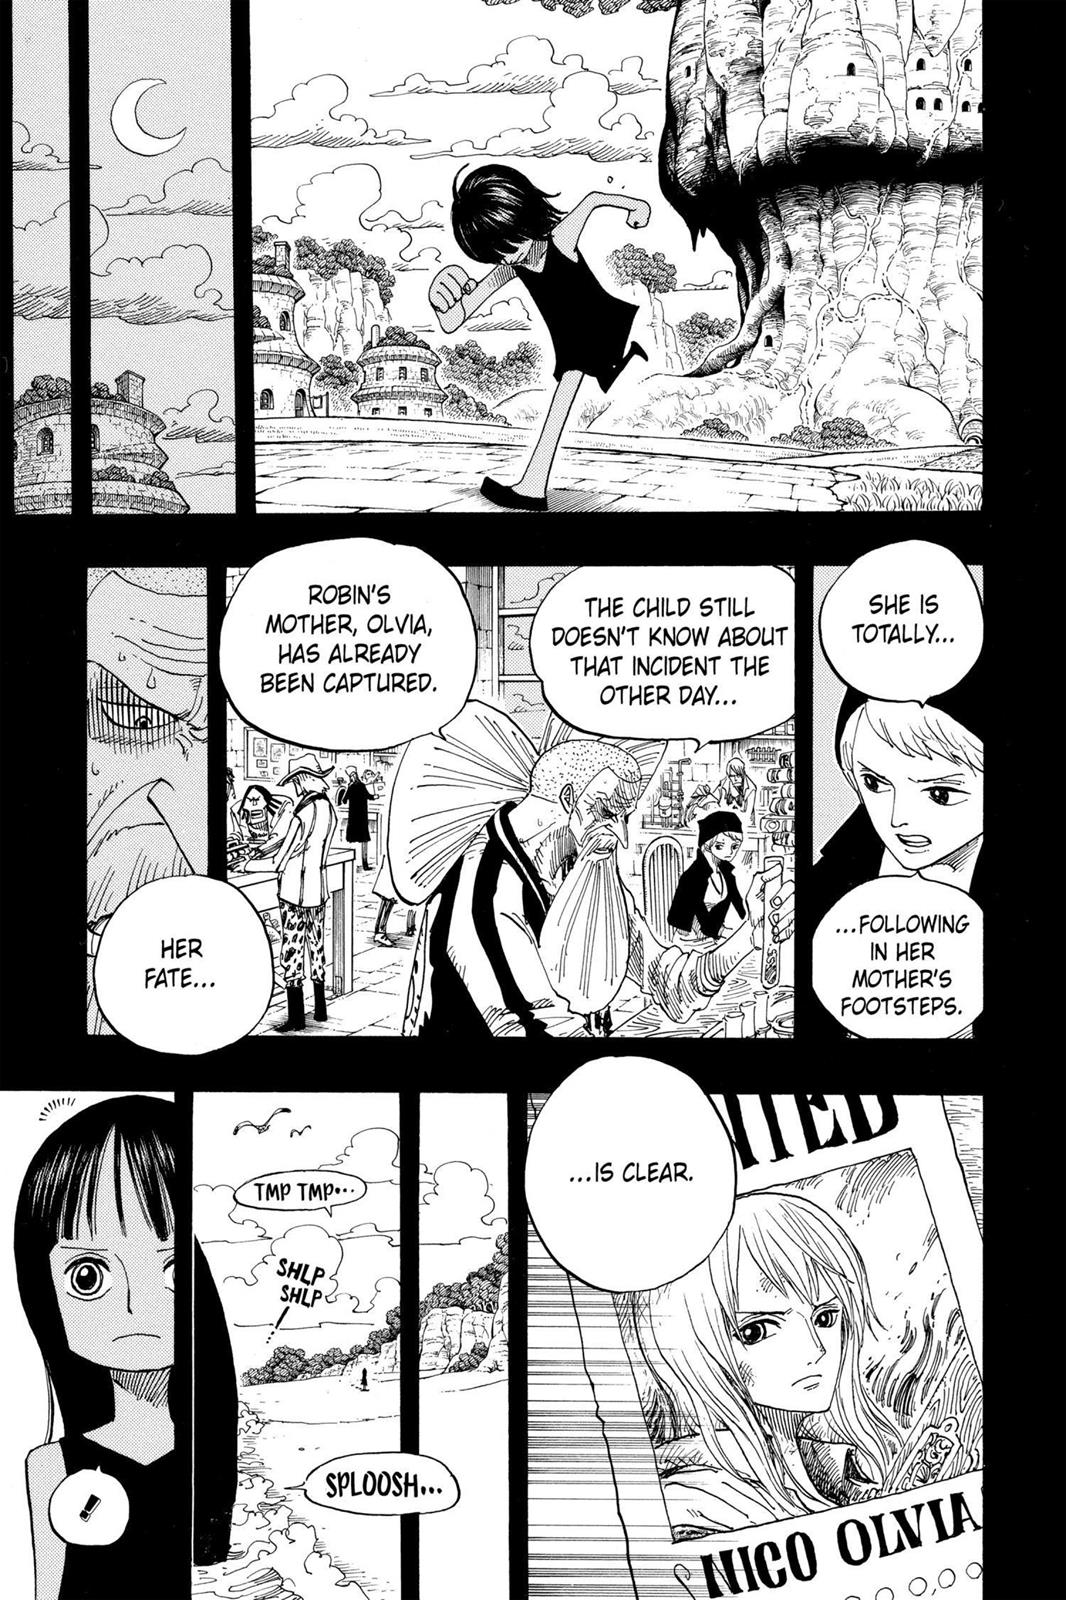 SHE IS
TOTALLY...
...FOLLOWING
IN HER
MOTHER'S
FOOTSTEPS.
THE CHILD STILL
DOESN'T KNOW ABOUT
THAT INCIDENT THE
OTHER DAY...
ROBIN'S
MOTHER, OLVIA,
HAS ALREADY
BEEN CAPTURED.
HER
FATE...
...IS CLEAR.
NTED
NICO OLVIA
TMP TMP...
SHLP
SHLP
SPLOOSH...
!